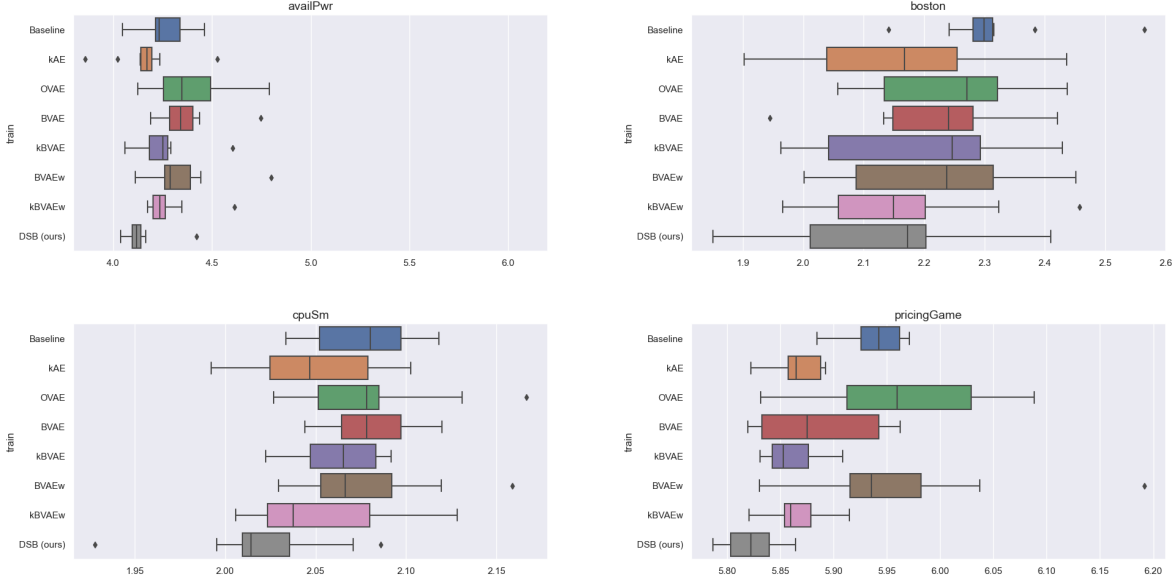 availPwr
train
Baseline
kAE
OVAE
BVAE
kBVAE
BVAEw
kBVAEw
DSB (ours)
4.0 4.5 5.0 5.5 6.0
boston
train
Baseline
kAE
OVAE
BVAE
kBVAE
BVAEw
kBVAEw
DSB (ours)
1.9 2.0 2.1 2.2 2.3 2.4 2.5 2.6
cpuSm
train
Baseline
kAE
OVAE
BVAE
kBVAE
BVAEw
kBVAEw
DSB (ours)
1.95 2.00 2.05 2.10 2.15
pricingGame
train
Baseline
kAE
OVAE
BVAE
kBVAE
BVAEw
kBVAEw
DSB (ours)
5.80 5.85 5.90 5.95 6.00 6.05 6.10 6.15 6.20